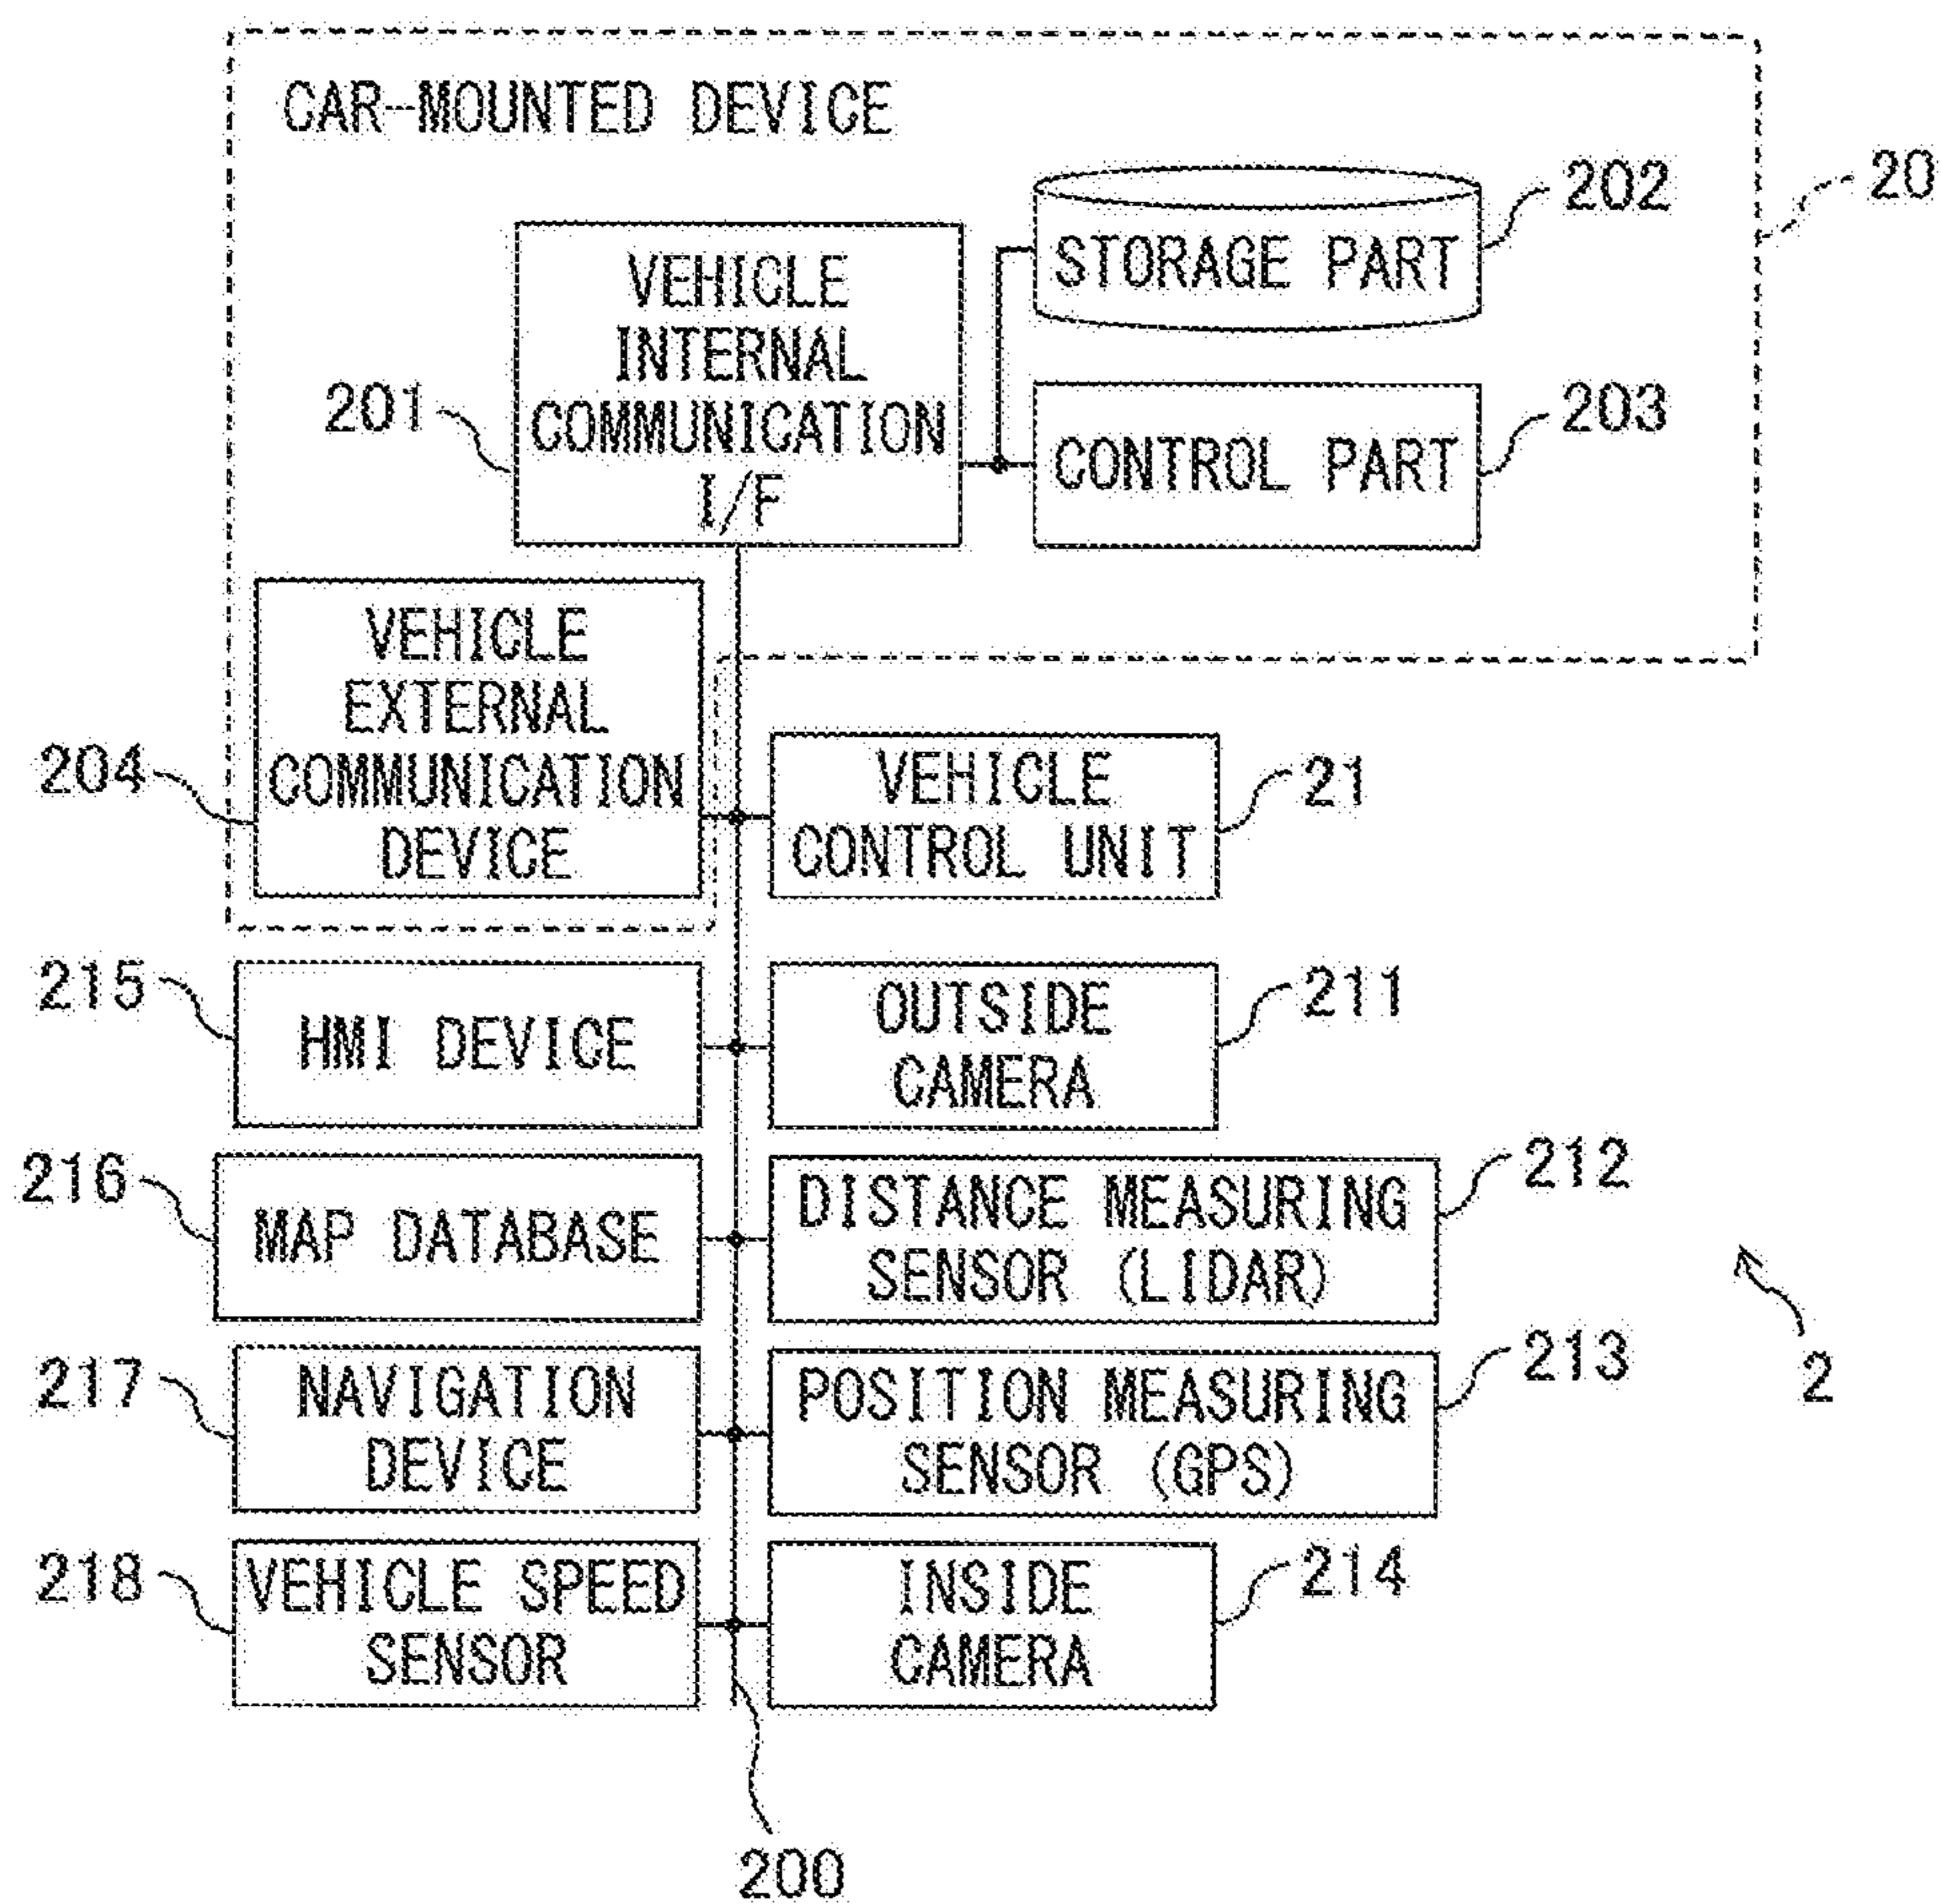 CAR-MOUNTED DEVICE
20
202
STORAGE PART
VEHICLE
INTERNAL
COMMUNICATION
I/F
201
203
CONTROL PART
VEHICLE
EXTERNAL
COMMUNICATION
DEVICE
204
VEHICLE
CONTROL UNIT
21
215
HMI DEVICE
OUTSIDE
CAMERA
211
216
MAP DATABASE
DISTANCE MEASURING
SENSOR (LIDAR)
212
2
217
NAVIGATION
DEVICE
POSITION MEASURING
SENSOR (GPS)
213
218
VEHICLE SPEED
SENSOR
INSIDE
CAMERA
214
200